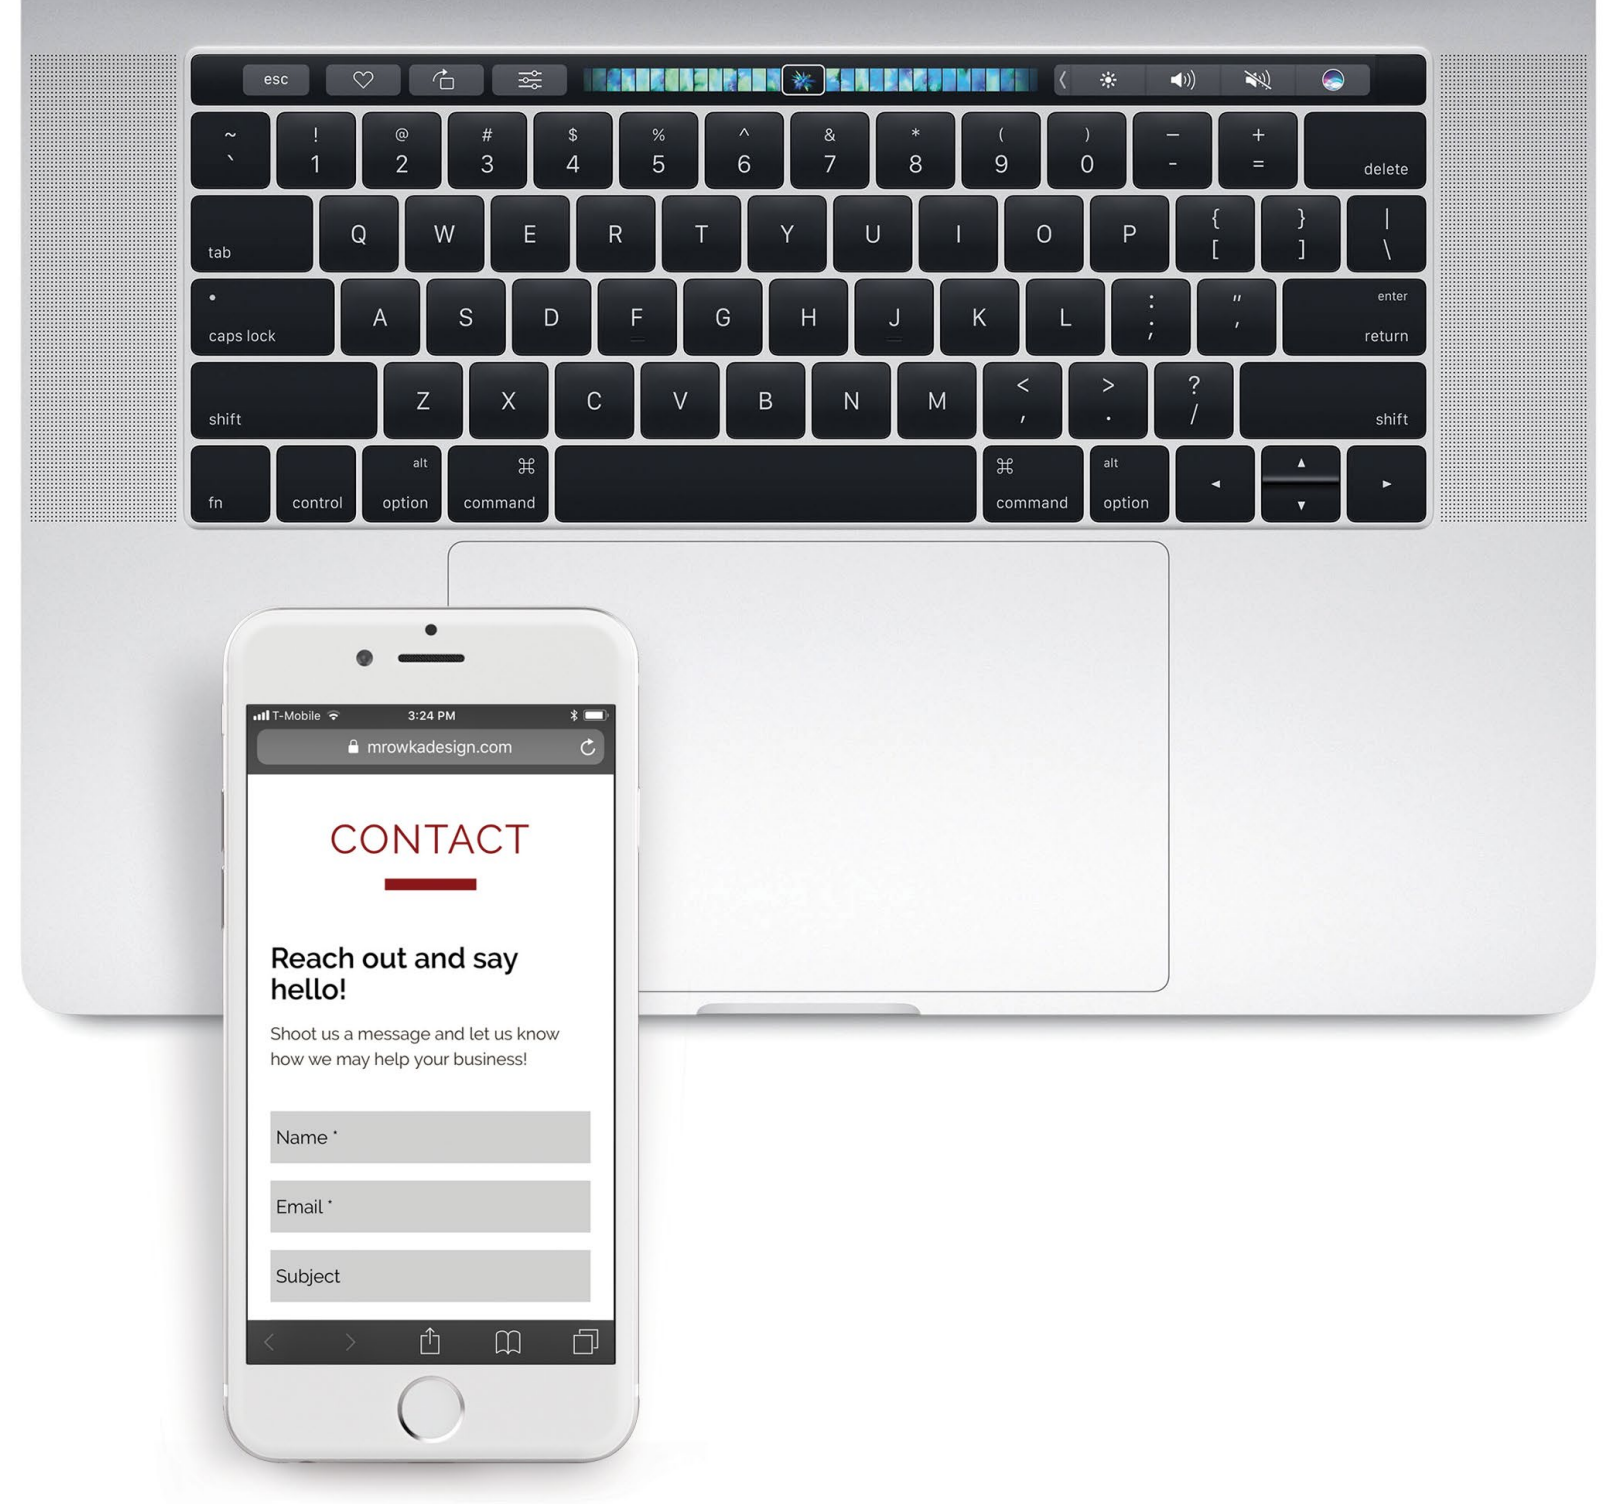 esc
~ ! @ # $ % ^ & * ( ) — +
` 1 2 3 4 5 6 7 8 9 0 - = delete
tab Q W E R T Y U I O P { [ } ] | \
caps lock A S D F G H J K L : ; " ' enter return
shift Z X C V B N M < , > . ? / shift
fn control alt option ⌘ command ⌘ command alt option
T-Mobile 3:24 PM
mrowkadesign.com
CONTACT
Reach out and say
hello!
Shoot us a message and let us know
how we may help your business!
Name *
Email *
Subject